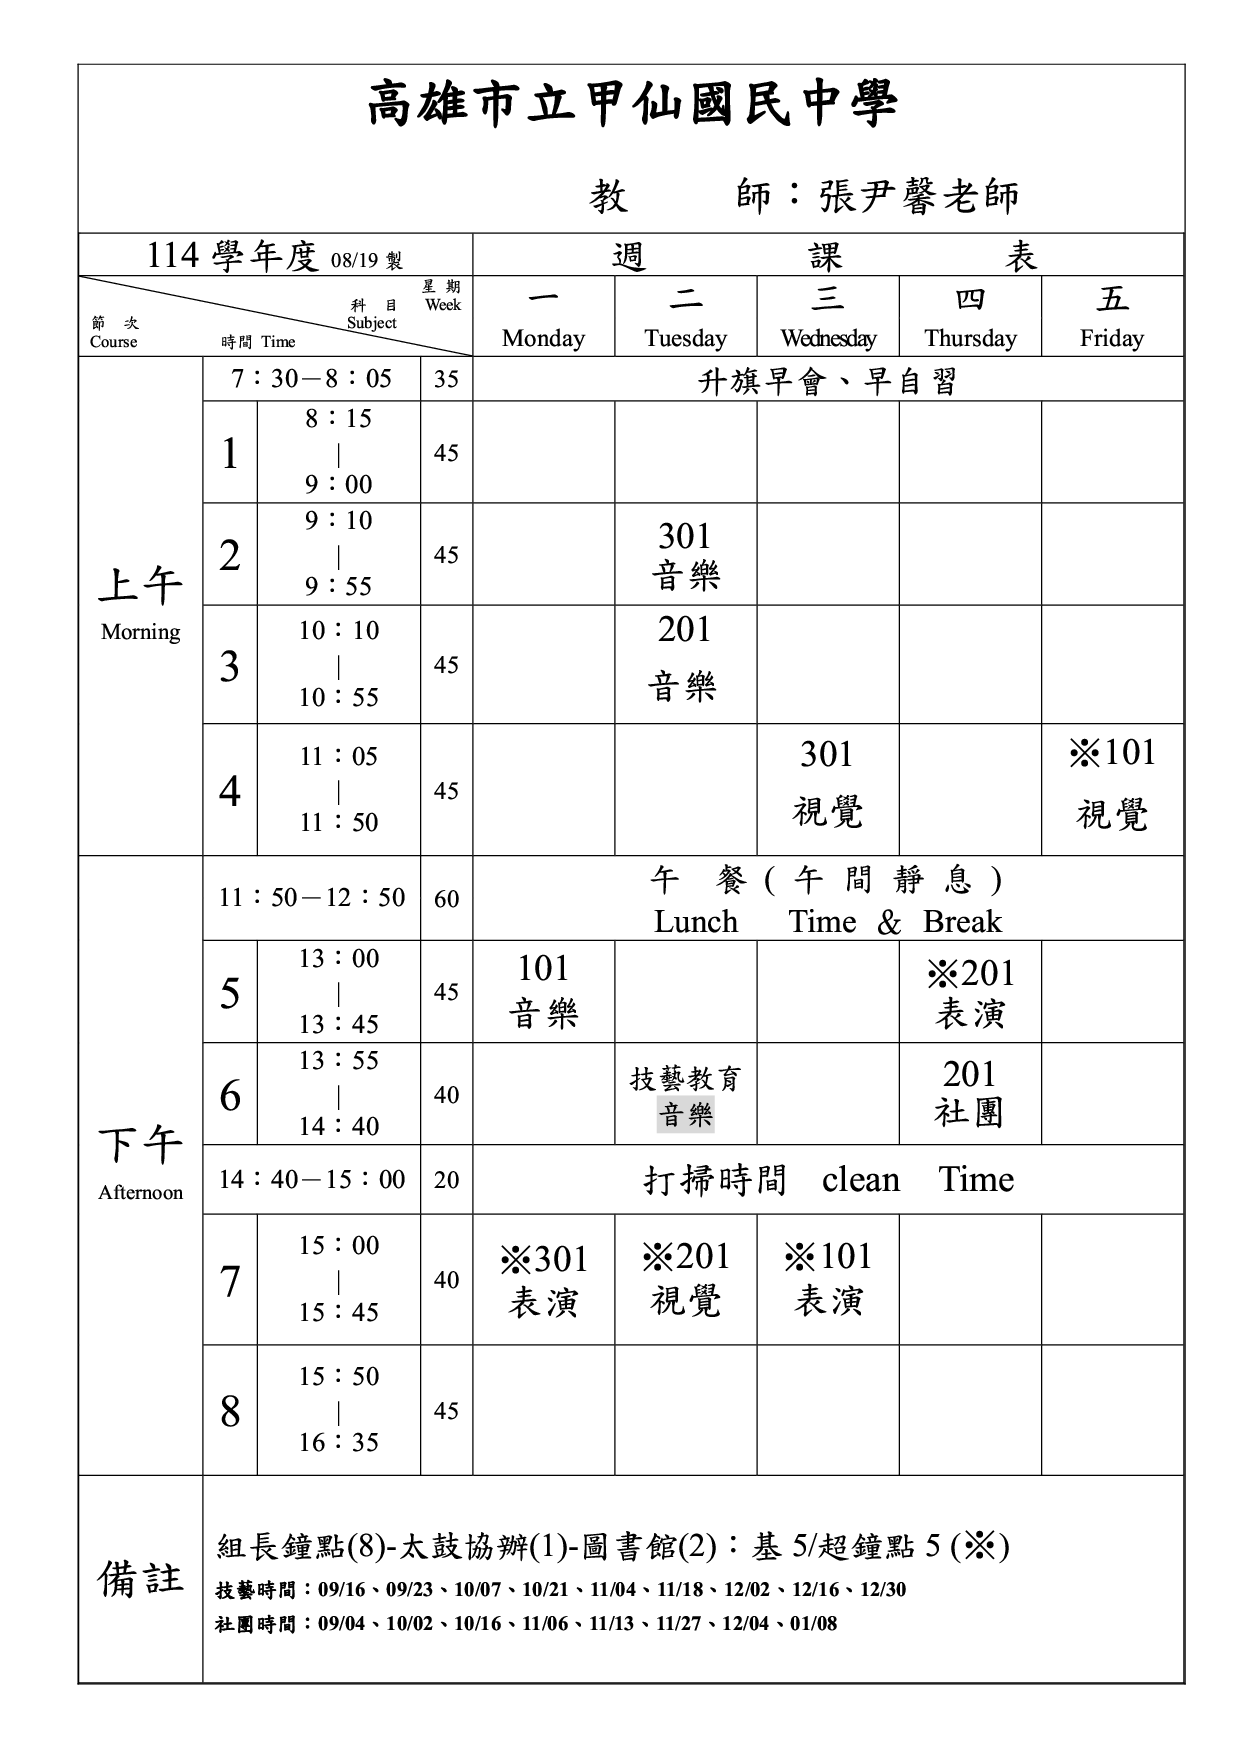 高雄市立甲仙國民中學
教 師：張尹馨老師
114 學年度 08/19 製 週 課 表
星 期 Week
科 目 Subject
節 次 Course
時間 Time
一 二 三 四 五
Monday Tuesday Wednesday Thursday Friday
上午 Morning
7：30－8：05 35 升旗早會、早自習
1 8：15｜9：00 45
2 9：10｜9：55 45 301 音樂
3 10：10｜10：55 45 201 音樂
4 11：05｜11：50 45 301 視覺 ※101 視覺
下午 Afternoon
11：50－12：50 60 午 餐(午間靜息)
Lunch Time & Break
5 13：00｜13：45 45 101 音樂 ※201 表演
6 13：55｜14：40 40 技藝教育 音樂 201 社團
14：40－15：00 20 打掃時間 clean Time
7 15：00｜15：45 40 ※301 表演 ※201 視覺 ※101 表演
8 15：50｜16：35 45
備註
組長鐘點(8)-太鼓協辦(1)-圖書館(2)：基 5/超鐘點 5 (※)
技藝時間：09/16、09/23、10/07、10/21、11/04、11/18、12/02、12/16、12/30
社團時間：09/04、10/02、10/16、11/06、11/13、11/27、12/04、01/08